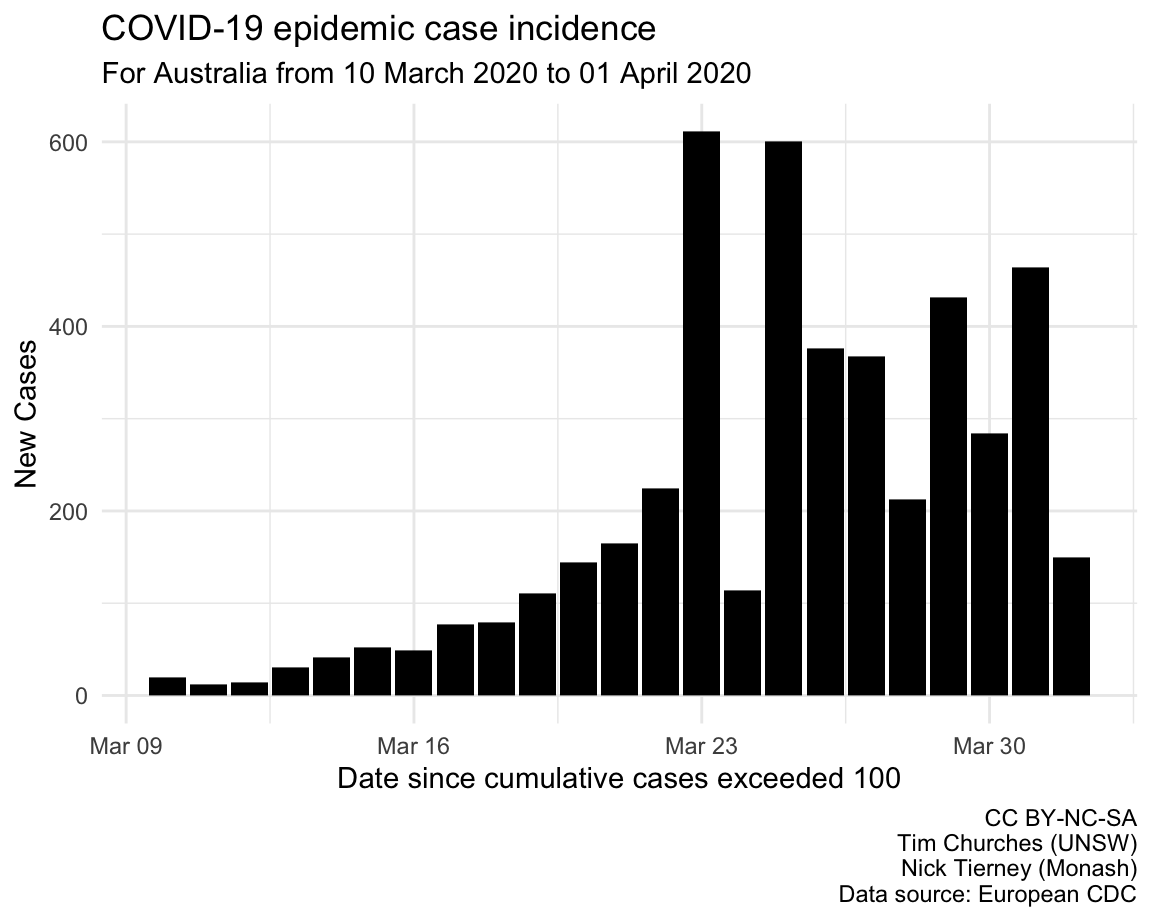 COVID-19 epidemic case incidence
For Australia from 10 March 2020 to 01 April 2020
600
400
200
0
New Cases
Mar 09
Mar 16
Mar 23
Mar 30
Date since cumulative cases exceeded 100
CC BY-NC-SA
Tim Churches (UNSW)
Nick Tierney (Monash)
Data source: European CDC